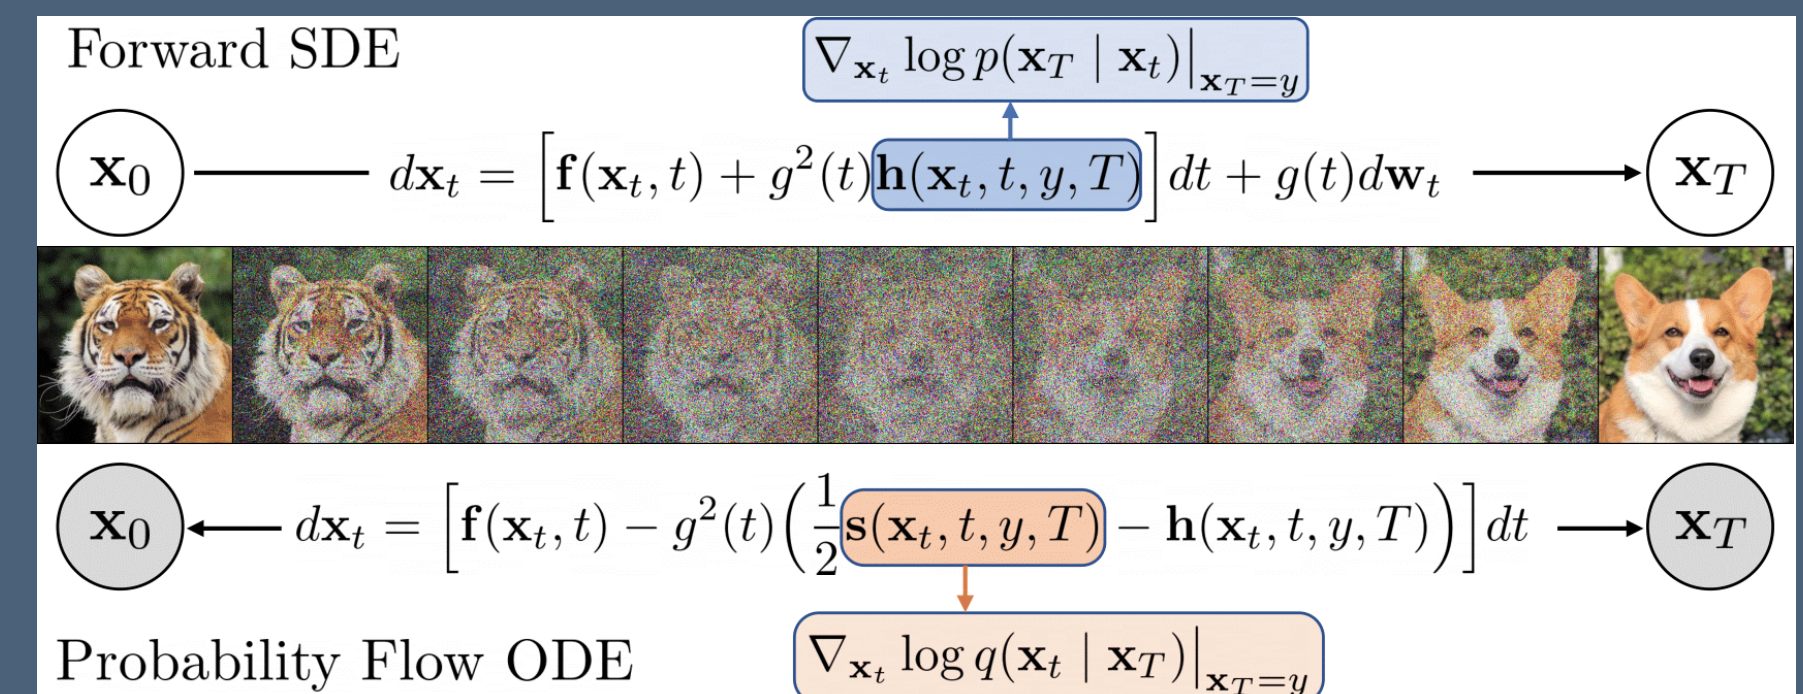 Forward SDE
∇_{𝐱_t} log p(𝐱_T | 𝐱_t)|_{𝐱_T=y}
𝐱_0
d𝐱_t = [𝐟(𝐱_t, t) + g^2(t)𝐡(𝐱_t, t, y, T)]dt + g(t)d𝐰_t
𝐱_T
𝐱_0
d𝐱_t = [𝐟(𝐱_t, t) − g^2(t)(1/2 𝐬(𝐱_t, t, y, T) − 𝐡(𝐱_t, t, y, T))]dt
𝐱_T
Probability Flow ODE
∇_{𝐱_t} log q(𝐱_t | 𝐱_T)|_{𝐱_T=y}